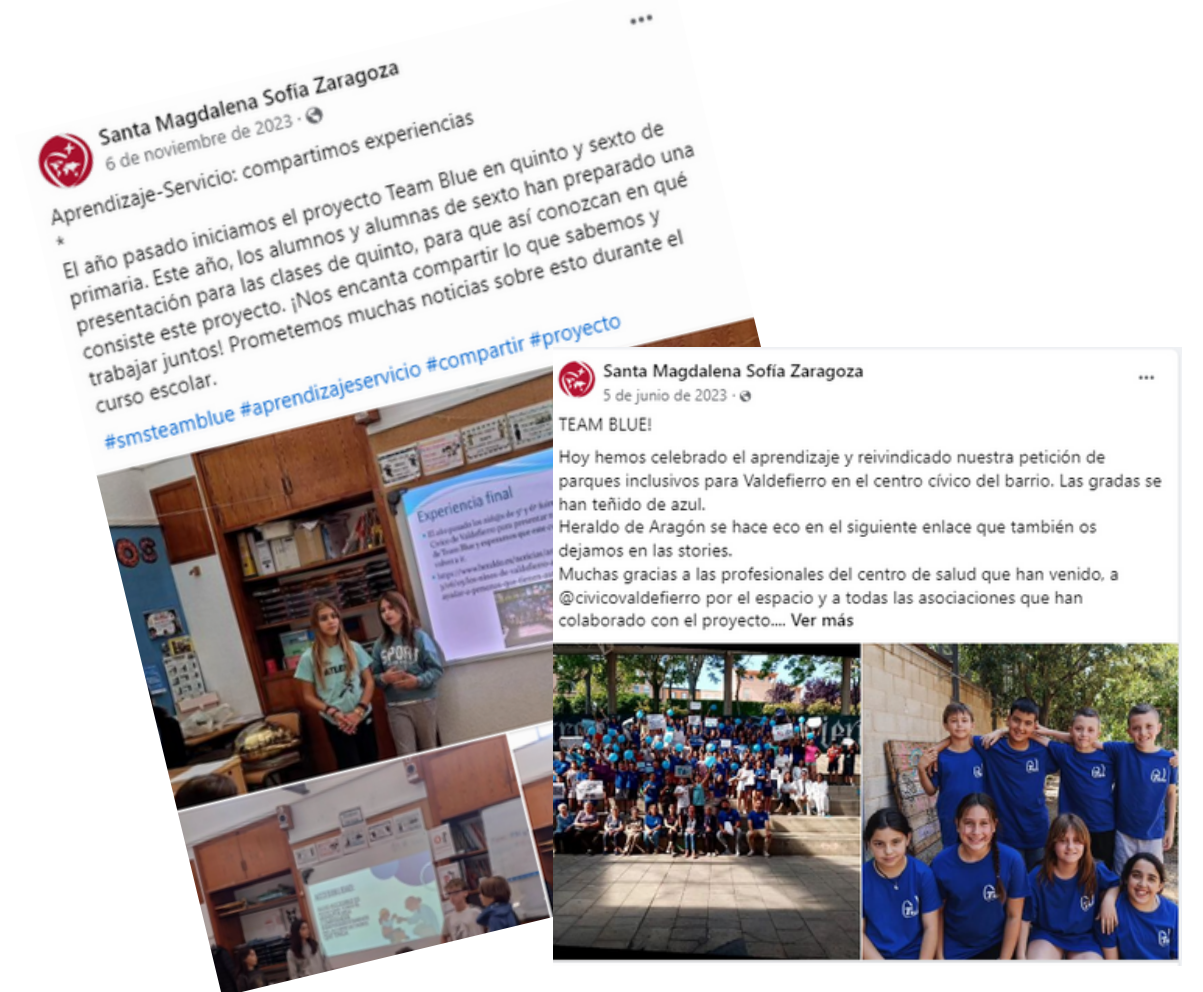 Santa Magdalena Sofía Zaragoza
6 de noviembre de 2023 ·
Aprendizaje-Servicio: compartimos experiencias
*
El año pasado iniciamos el proyecto Team Blue en quinto y sexto de
primaria. Este año, los alumnos y alumnas de sexto han preparado una
presentación para las clases de quinto, para que así conozcan en qué
consiste este proyecto. ¡Nos encanta compartir lo que sabemos y
trabajar juntos! Prometemos muchas noticias sobre esto durante el
curso escolar.
#smsteamblue #aprendizajeservicio #compartir #proyecto
Experiencia final
SPORT
ACCESIBILIDAD
Santa Magdalena Sofía Zaragoza
5 de junio de 2023 ·
TEAM BLUE!
Hoy hemos celebrado el aprendizaje y reivindicado nuestra petición de
parques inclusivos para Valdefierro en el centro cívico del barrio. Las gradas se
han teñido de azul.
Heraldo de Aragón se hace eco en el siguiente enlace que también os
dejamos en las stories.
Muchas gracias a las profesionales del centro de salud que han venido, a
@civicovaldefierro por el espacio y a todas las asociaciones que han
colaborado con el proyecto.... Ver más